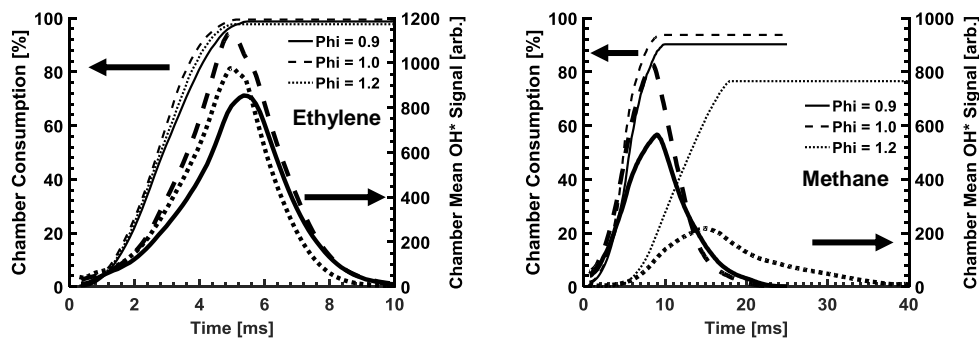 100
80
60
40
20
0
Chamber Consumption [%]
0 2 4 6 8 10
Time [ms]
1200
1000
800
600
400
200
0
Chamber Mean OH* Signal [arb.]
Phi = 0.9
Phi = 1.0
Phi = 1.2
Ethylene
100
80
60
40
20
0
Chamber Consumption [%]
0 10 20 30 40
Time [ms]
1000
800
600
400
200
0
Chamber Mean OH* Signal [arb.]
Phi = 0.9
Phi = 1.0
Phi = 1.2
Methane